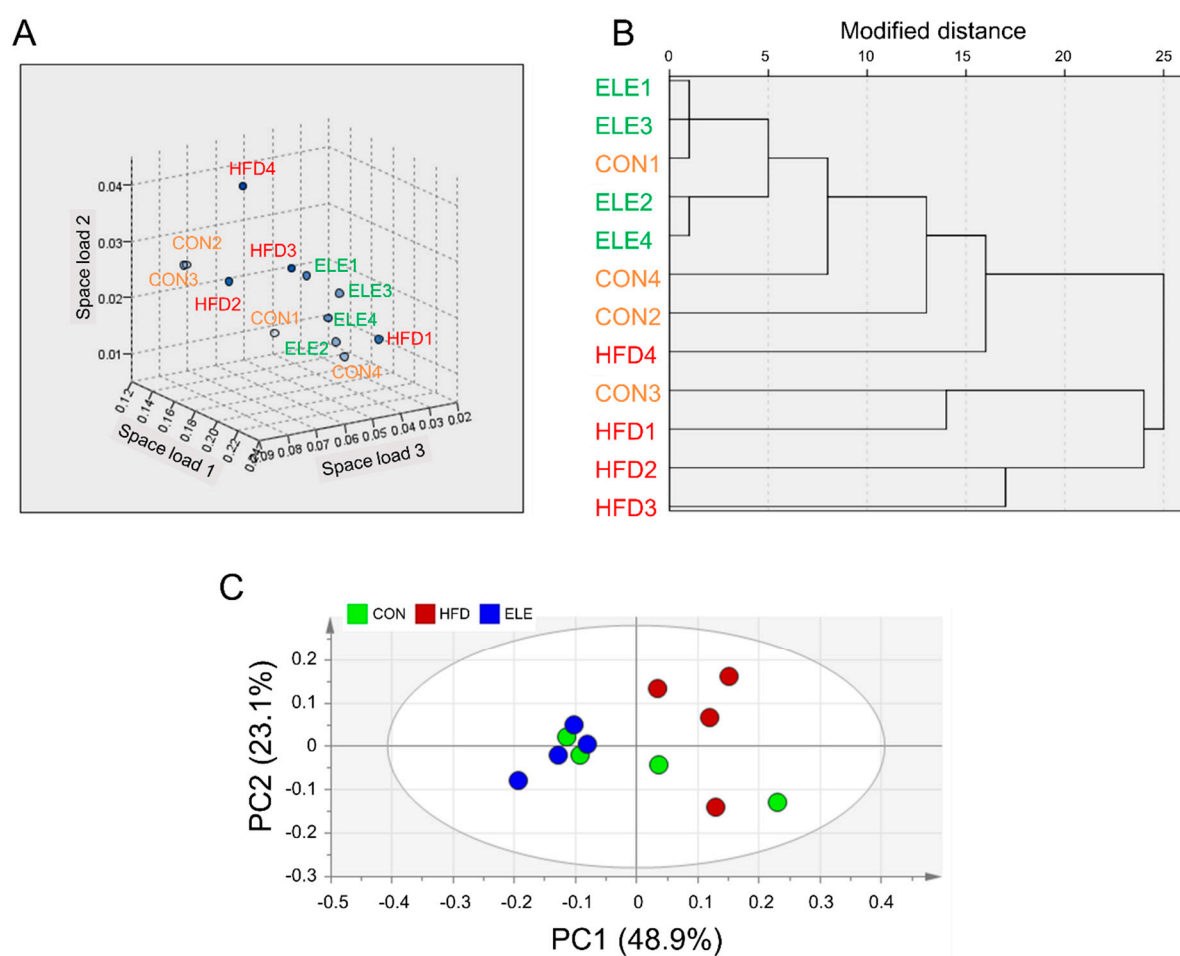 A
HFD4
0.04
CON2
0.03
HFD3
ELE1
CON3
ELE3
HFD2
0.02
CON1
ELE4
HFD1
ELE2
0.01
CON4
Space load 2
0.12
0.14
0.16
0.18
0.20
0.22
Space load 1
0.09 0.08 0.07 0.06 0.05 0.04 0.03 0.02
Space load 3
B
Modified distance
0 5 10 15 20 25
ELE1
ELE3
CON1
ELE2
ELE4
CON4
CON2
HFD4
CON3
HFD1
HFD2
HFD3
C
CON HFD ELE
0.2
0.1
0
-0.1
-0.2
-0.3
PC2 (23.1%)
-0.5 -0.4 -0.3 -0.2 -0.1 0 0.1 0.2 0.3 0.4
PC1 (48.9%)